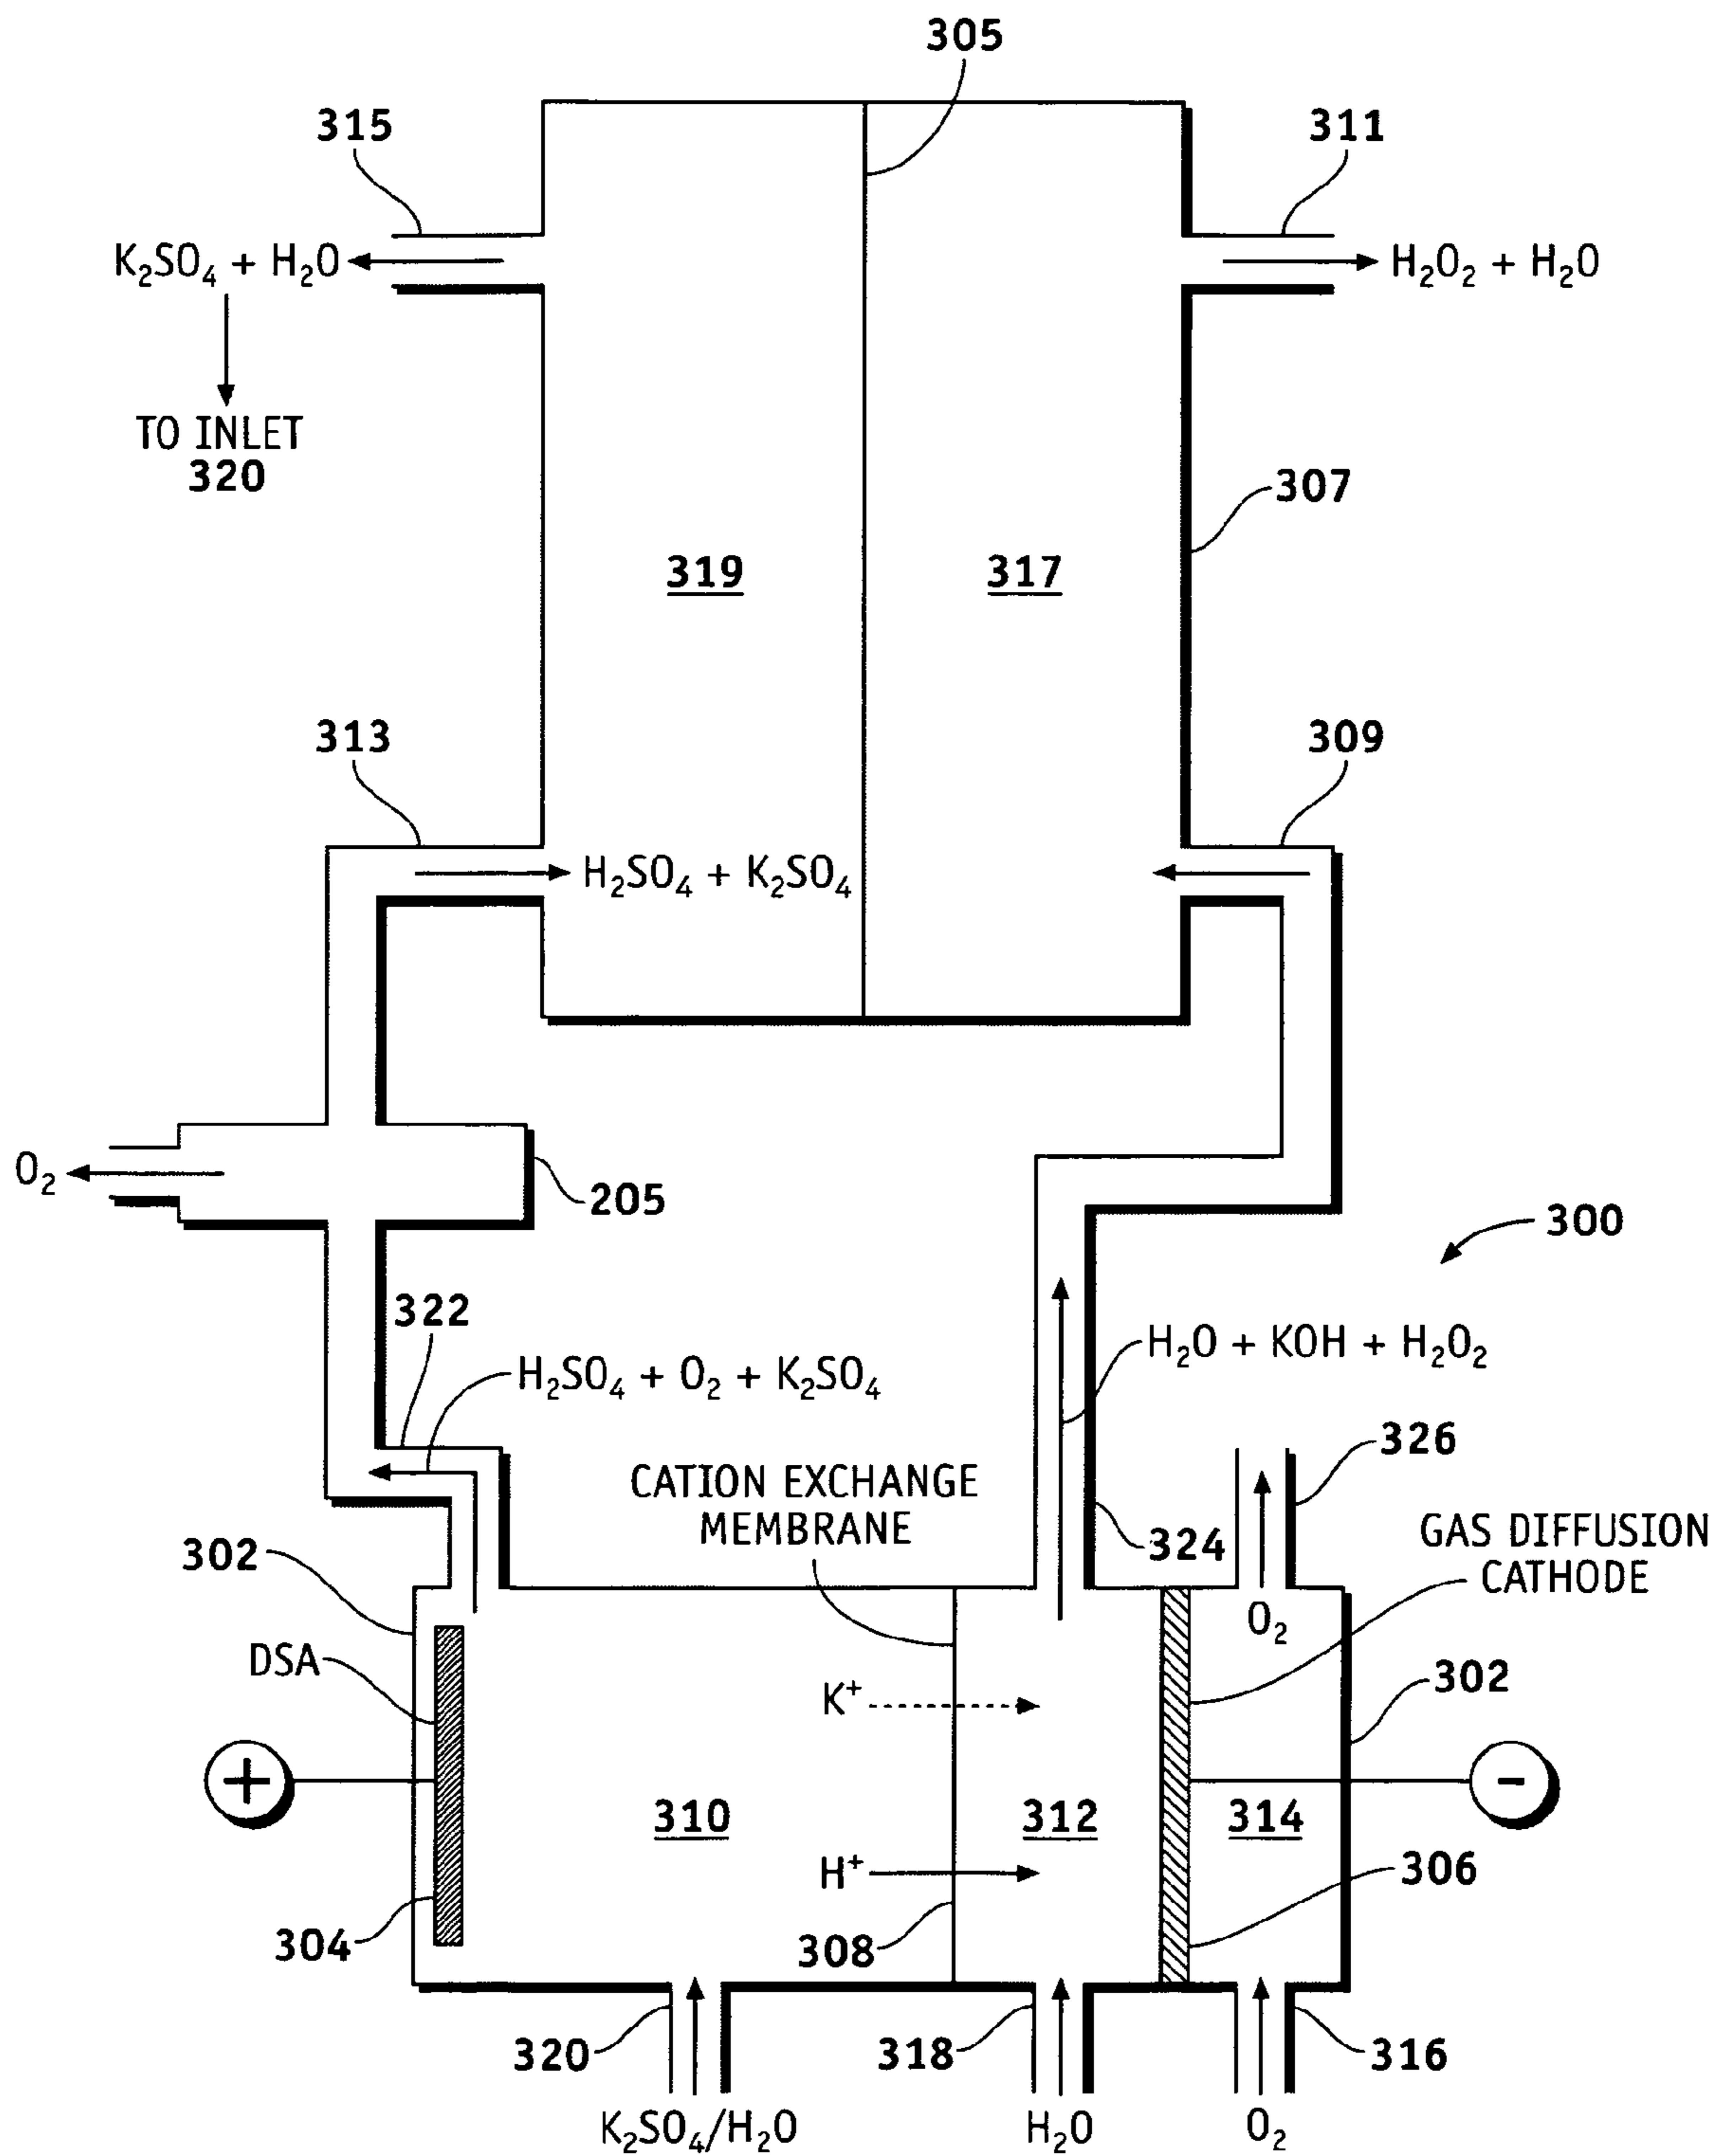 305
315
311
K₂SO₄ + H₂O
H₂O₂ + H₂O
TO INLET
320
307
319
317
313
309
H₂SO₄ + K₂SO₄
O₂
205
300
322
H₂O + KOH + H₂O₂
H₂SO₄ + O₂ + K₂SO₄
326
CATION EXCHANGE
MEMBRANE
324
GAS DIFFUSION
CATHODE
302
O₂
DSA
302
K⁺
+
-
310
312
314
H⁺
306
304
308
320
318
316
K₂SO₄/H₂O
H₂O
O₂